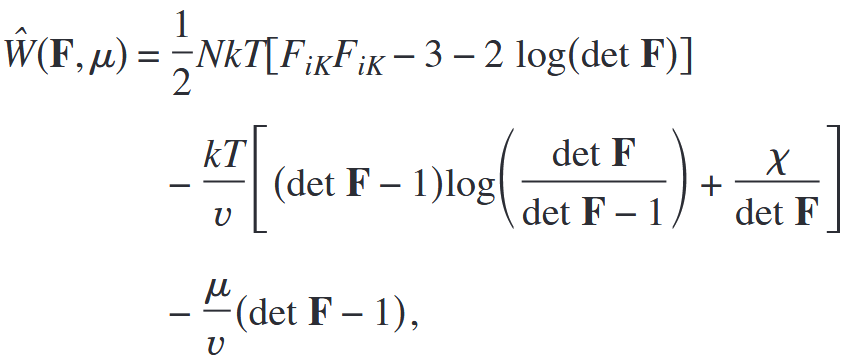 Ŵ(F, μ) = 1/2 NkT[F_{iK}F_{iK} − 3 − 2 log(det F)]
− kT/v [(det F − 1)log(det F/(det F − 1)) + χ/det F]
− μ/v (det F − 1),